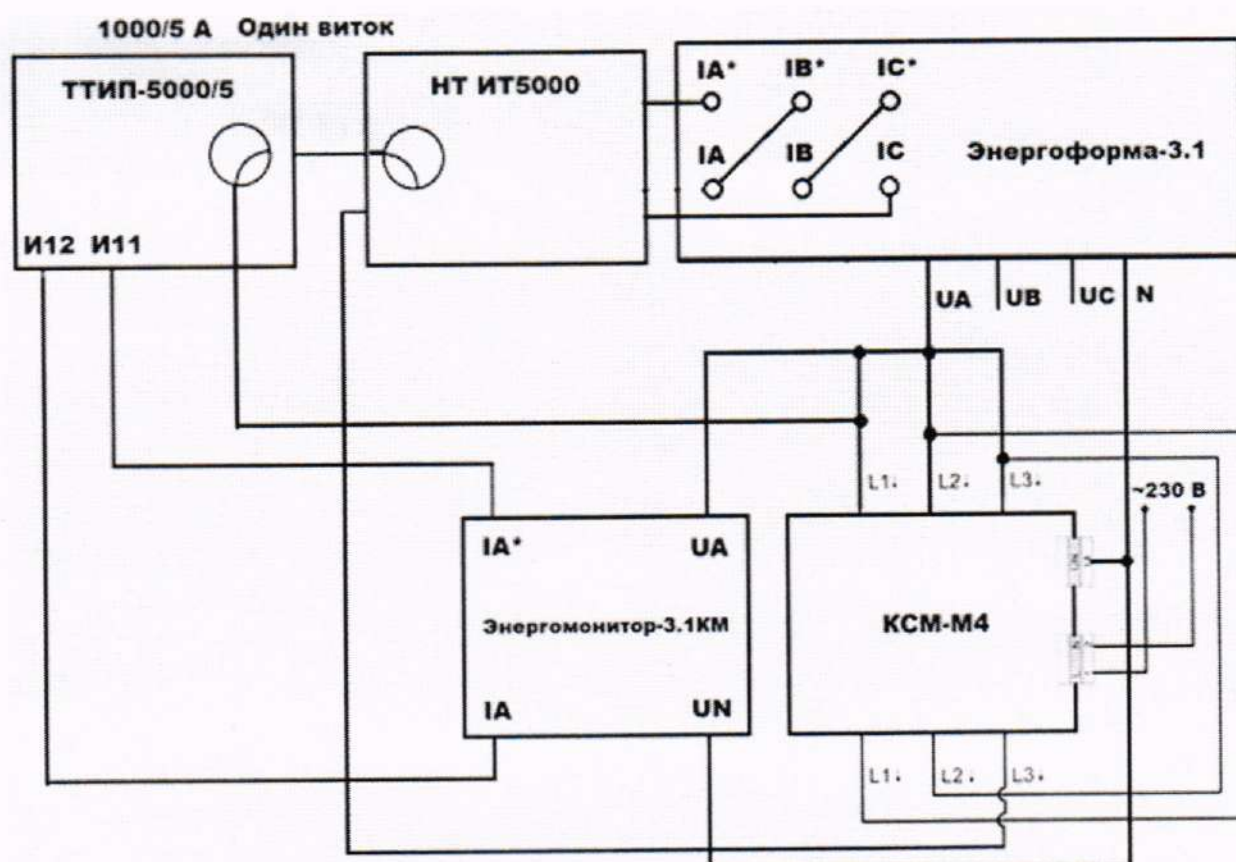 1000/5 А Один виток
ТТИП-5000/5
НТ ИТ5000
IA* IB* IC*
IA IB IC
Энергоформа-3.1
И12 И11
UA UB UC N
L1↓ L2↓ L3↓
~230 В
IA* UA
Энергомонитор-3.1КМ
КСМ-М4
IA UN
L1↓ L2↓ L3↓